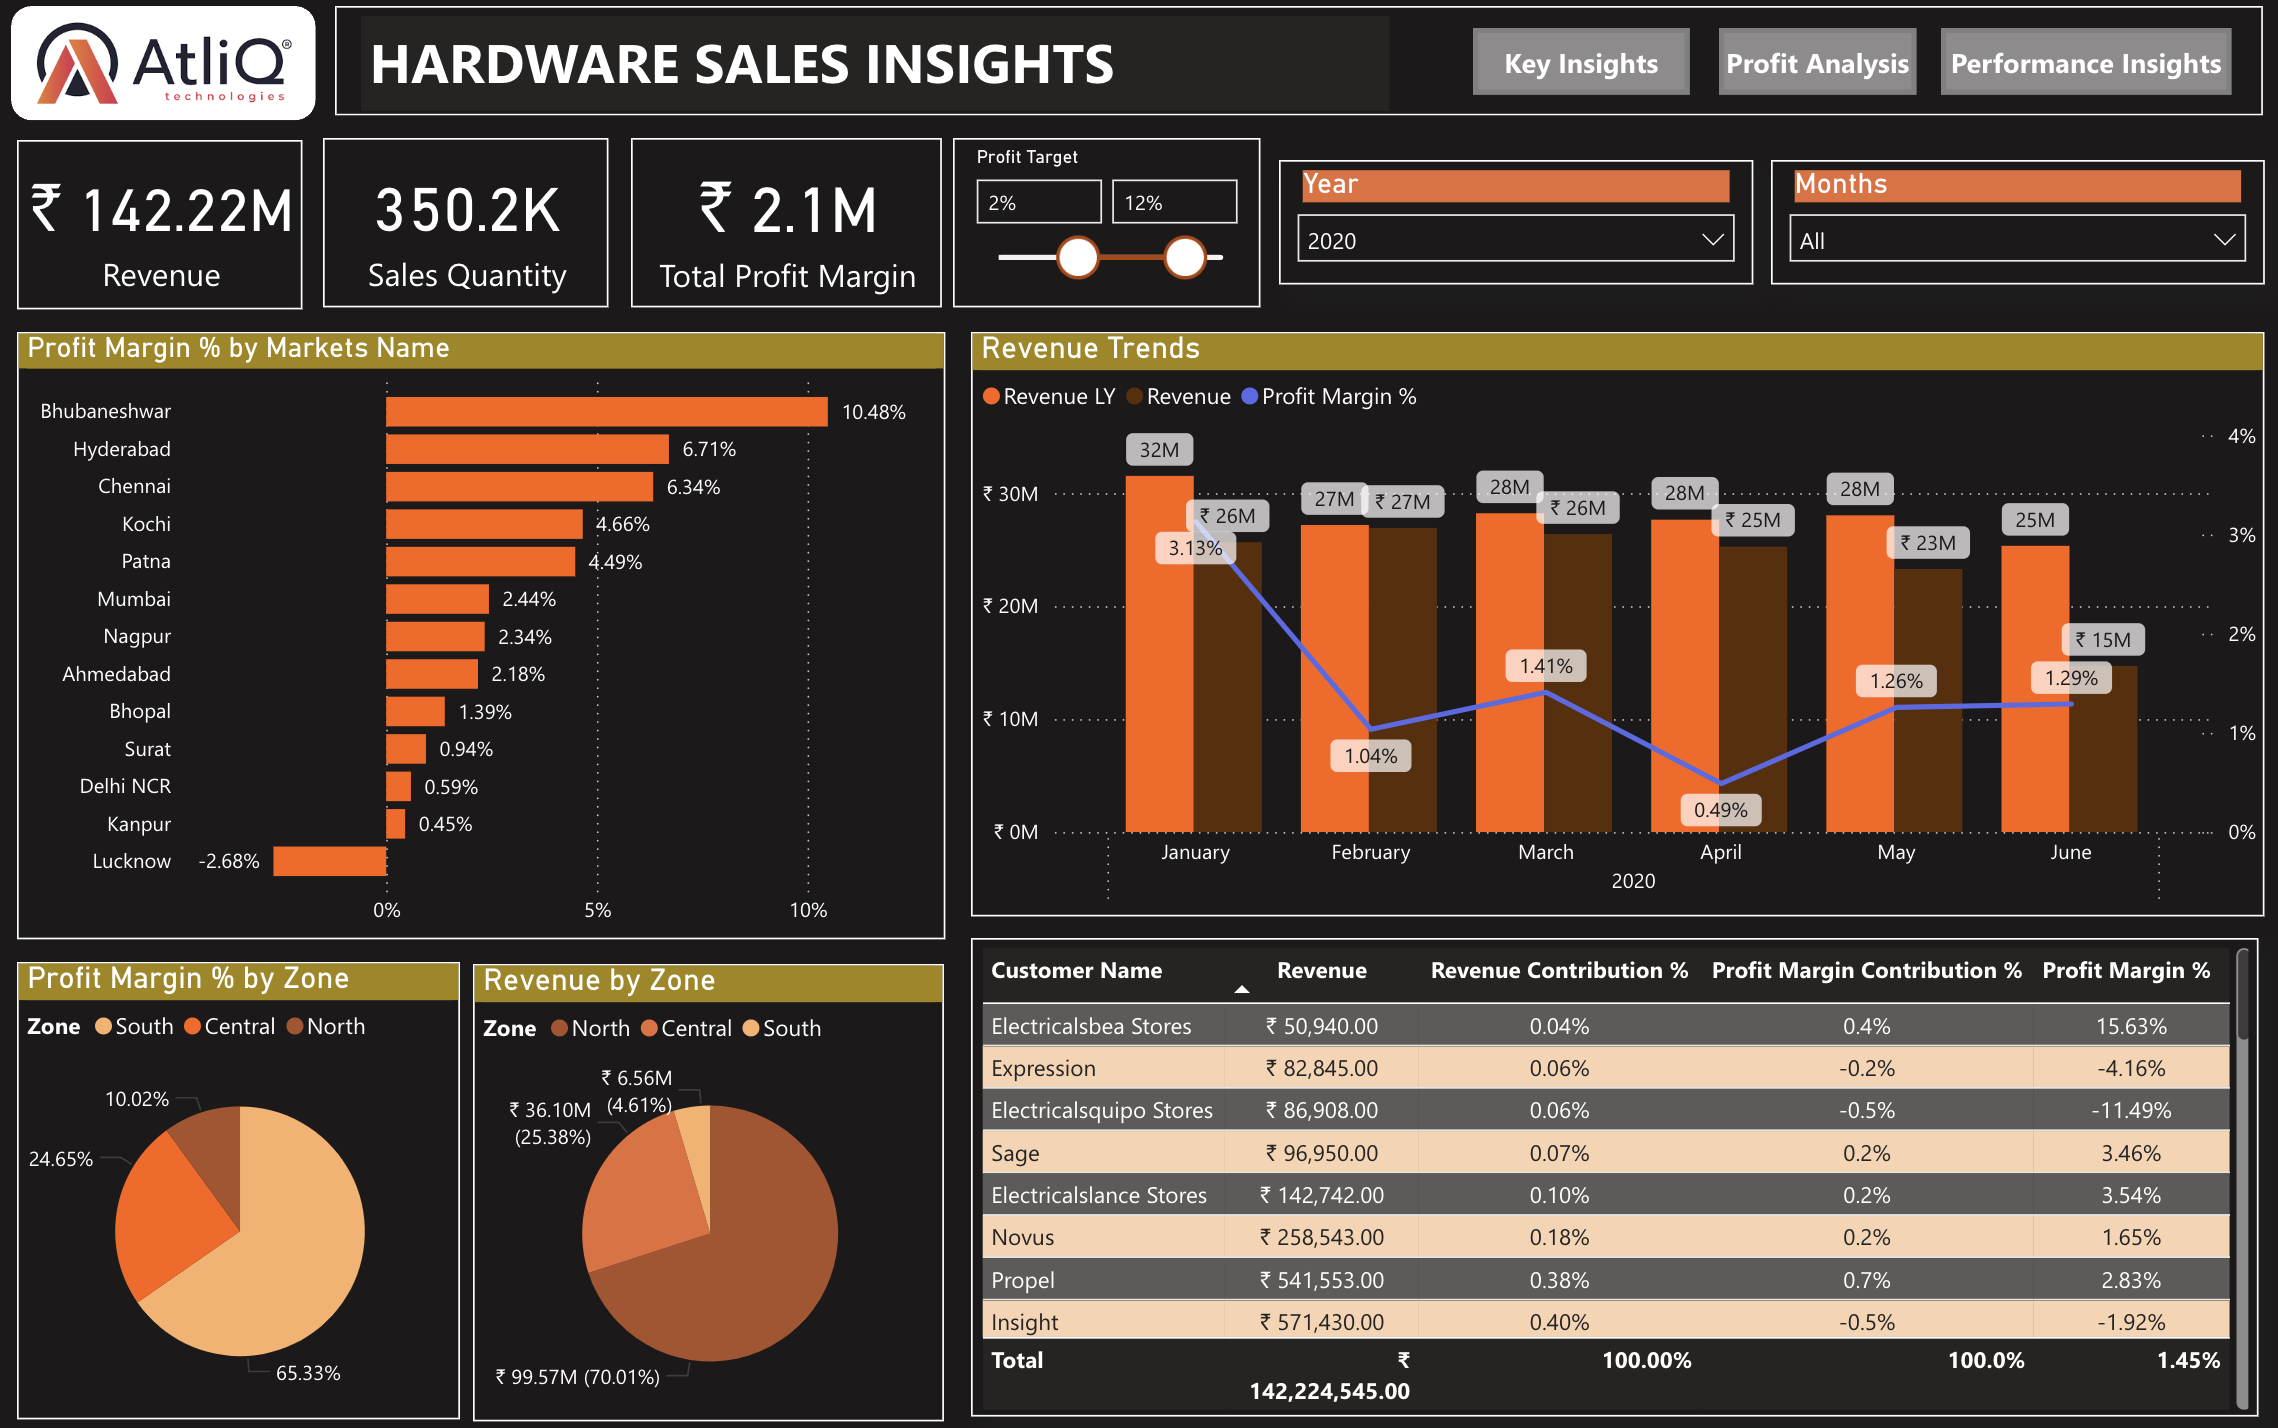 AtliQ®
technologies
HARDWARE SALES INSIGHTS
Key Insights
Profit Analysis
Performance Insights
₹ 142.22M
Revenue
350.2K
Sales Quantity
₹ 2.1M
Total Profit Margin
Profit Target
2%
12%
Year
2020
Months
All
Profit Margin % by Markets Name
Bhubaneshwar 10.48%
Hyderabad 6.71%
Chennai 6.34%
Kochi 4.66%
Patna 4.49%
Mumbai 2.44%
Nagpur 2.34%
Ahmedabad 2.18%
Bhopal 1.39%
Surat 0.94%
Delhi NCR 0.59%
Kanpur 0.45%
Lucknow -2.68%
0% 5% 10%
Revenue Trends
Revenue LY Revenue Profit Margin %
4%
32M
₹ 30M
27M ₹ 27M
28M
28M
28M
₹ 26M
₹ 26M
₹ 25M
25M
3.13%
₹ 23M
3%
₹ 20M
2%
₹ 15M
1.41%
1.26%
1.29%
₹ 10M
1%
1.04%
0.49%
₹ 0M
0%
January February March April May June
2020
Profit Margin % by Zone
Zone South Central North
10.02%
24.65%
65.33%
Revenue by Zone
Zone North Central South
₹ 6.56M
(4.61%)
₹ 36.10M
(25.38%)
₹ 99.57M (70.01%)
Customer Name Revenue Revenue Contribution % Profit Margin Contribution % Profit Margin %
Electricalsbea Stores ₹ 50,940.00 0.04% 0.4% 15.63%
Expression ₹ 82,845.00 0.06% -0.2% -4.16%
Electricalsquipo Stores ₹ 86,908.00 0.06% -0.5% -11.49%
Sage ₹ 96,950.00 0.07% 0.2% 3.46%
Electricalslance Stores ₹ 142,742.00 0.10% 0.2% 3.54%
Novus ₹ 258,543.00 0.18% 0.2% 1.65%
Propel ₹ 541,553.00 0.38% 0.7% 2.83%
Insight ₹ 571,430.00 0.40% -0.5% -1.92%
Total ₹ 100.00% 100.0% 1.45%
142,224,545.00